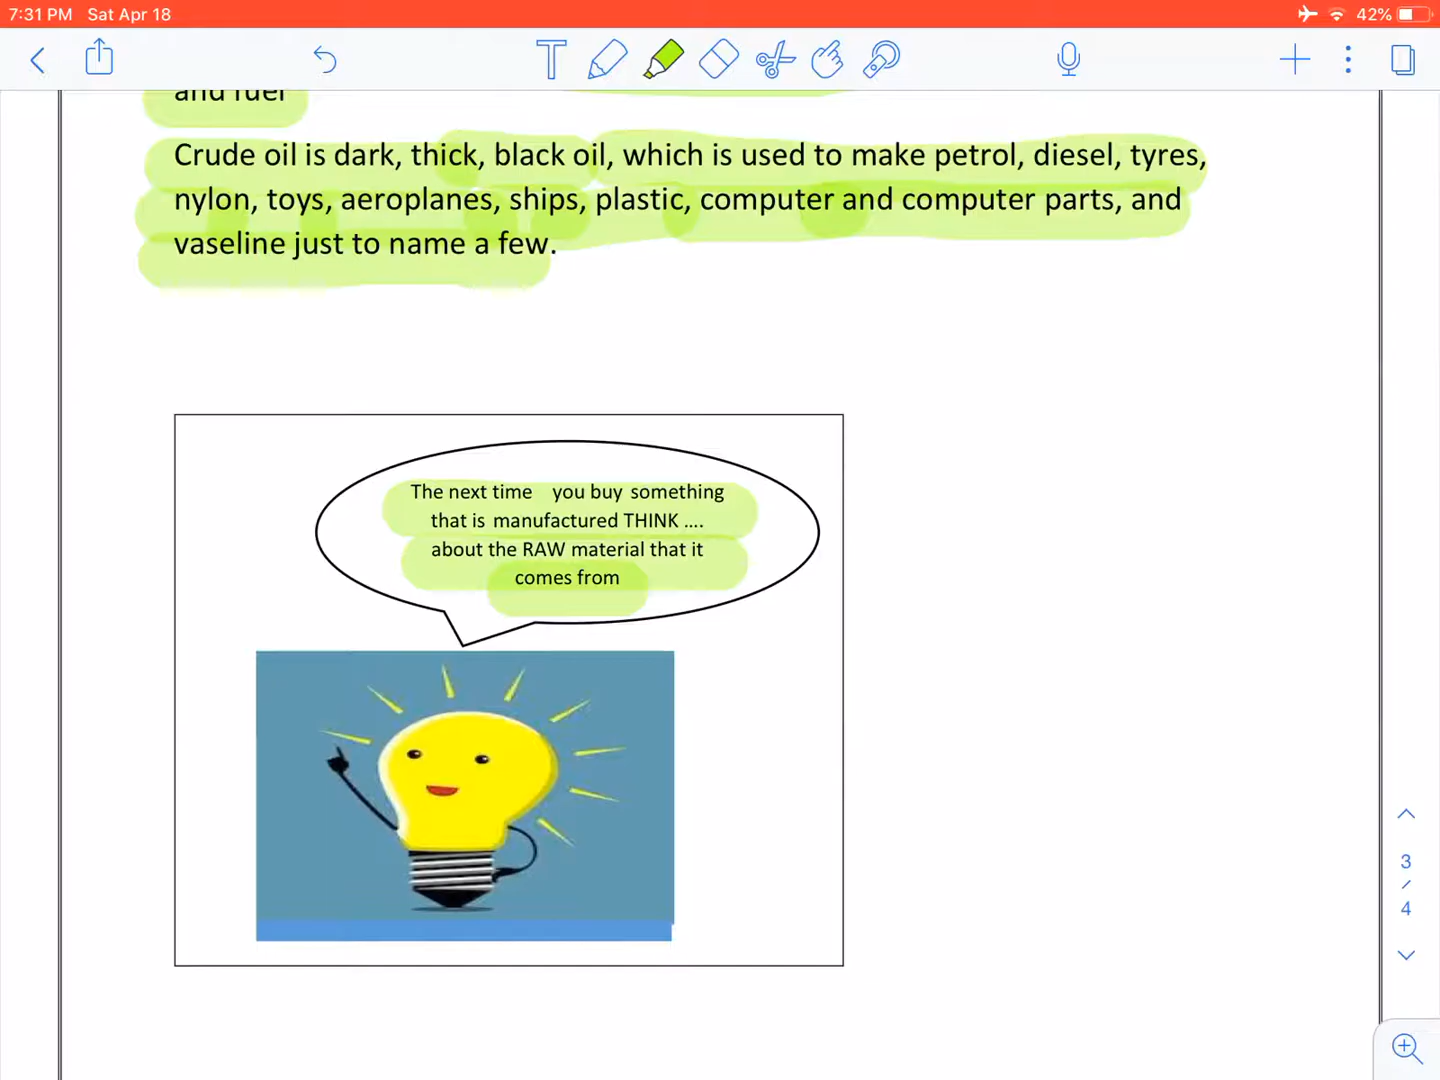 7:31 PM Sat Apr 18 42%
T
and fuel
Crude oil is dark, thick, black oil, which is used to make petrol, diesel, tyres,
nylon, toys, aeroplanes, ships, plastic, computer and computer parts, and
vaseline just to name a few.
The next time you buy something
that is manufactured THINK ....
about the RAW material that it
comes from
3
/
4